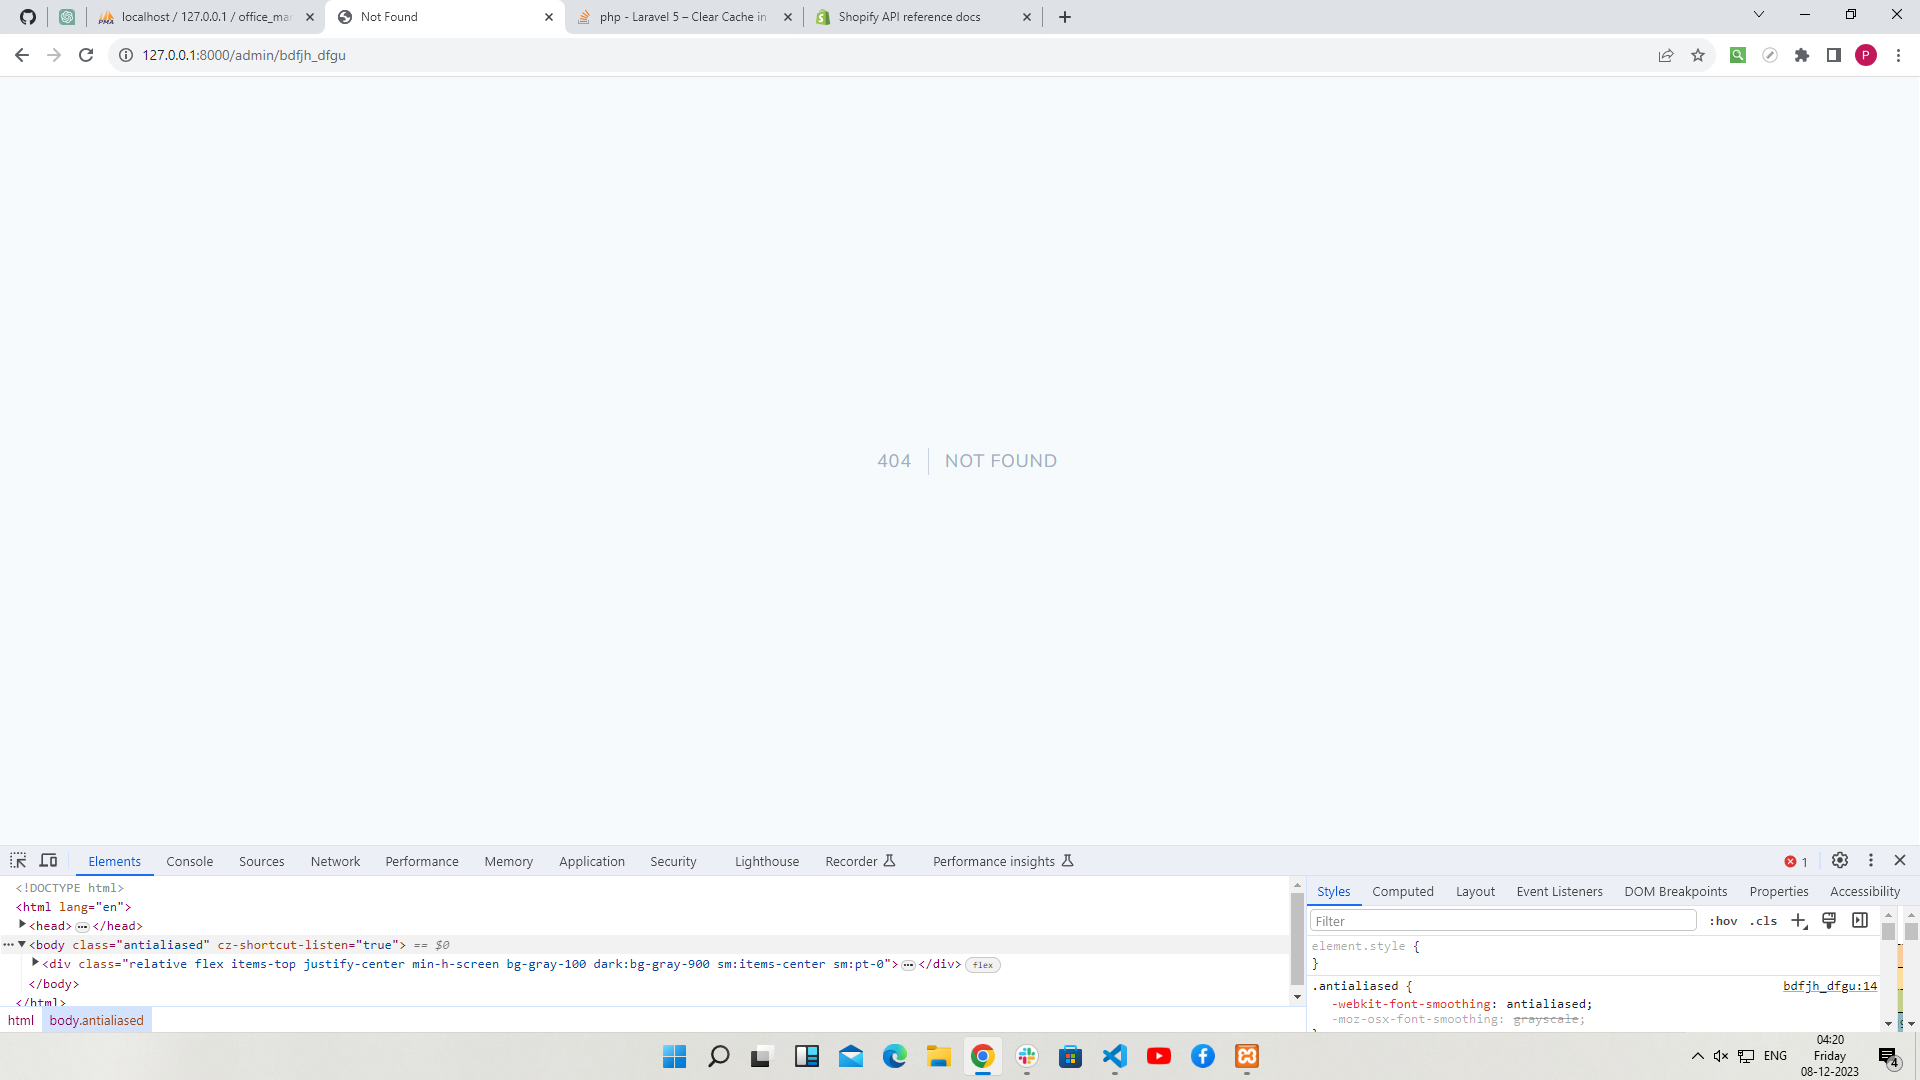 localhost / 127.0.0.1 / office_mar
Not Found
php - Laravel 5 – Clear Cache in
Shopify API reference docs
127.0.0.1:8000/admin/bdfjh_dfgu
P
404
NOT FOUND
Elements
Console
Sources
Network
Performance
Memory
Application
Security
Lighthouse
Recorder
Performance insights
1
<!DOCTYPE html>
<html lang="en">
<head> ••• </head>
••• <body class="antialiased" cz-shortcut-listen="true"> == $0
<div class="relative flex items-top justify-center min-h-screen bg-gray-100 dark:bg-gray-900 sm:items-center sm:pt-0"> ••• </div> flex
</body>
</html>
html
body.antialiased
Styles
Computed
Layout
Event Listeners
DOM Breakpoints
Properties
Accessibility
Filter
:hov
.cls
element.style {
}
.antialiased {
bdfjh_dfgu:14
-webkit-font-smoothing: antialiased;
-moz-osx-font-smoothing: grayscale;
}
ENG
04:20
Friday
08-12-2023
4